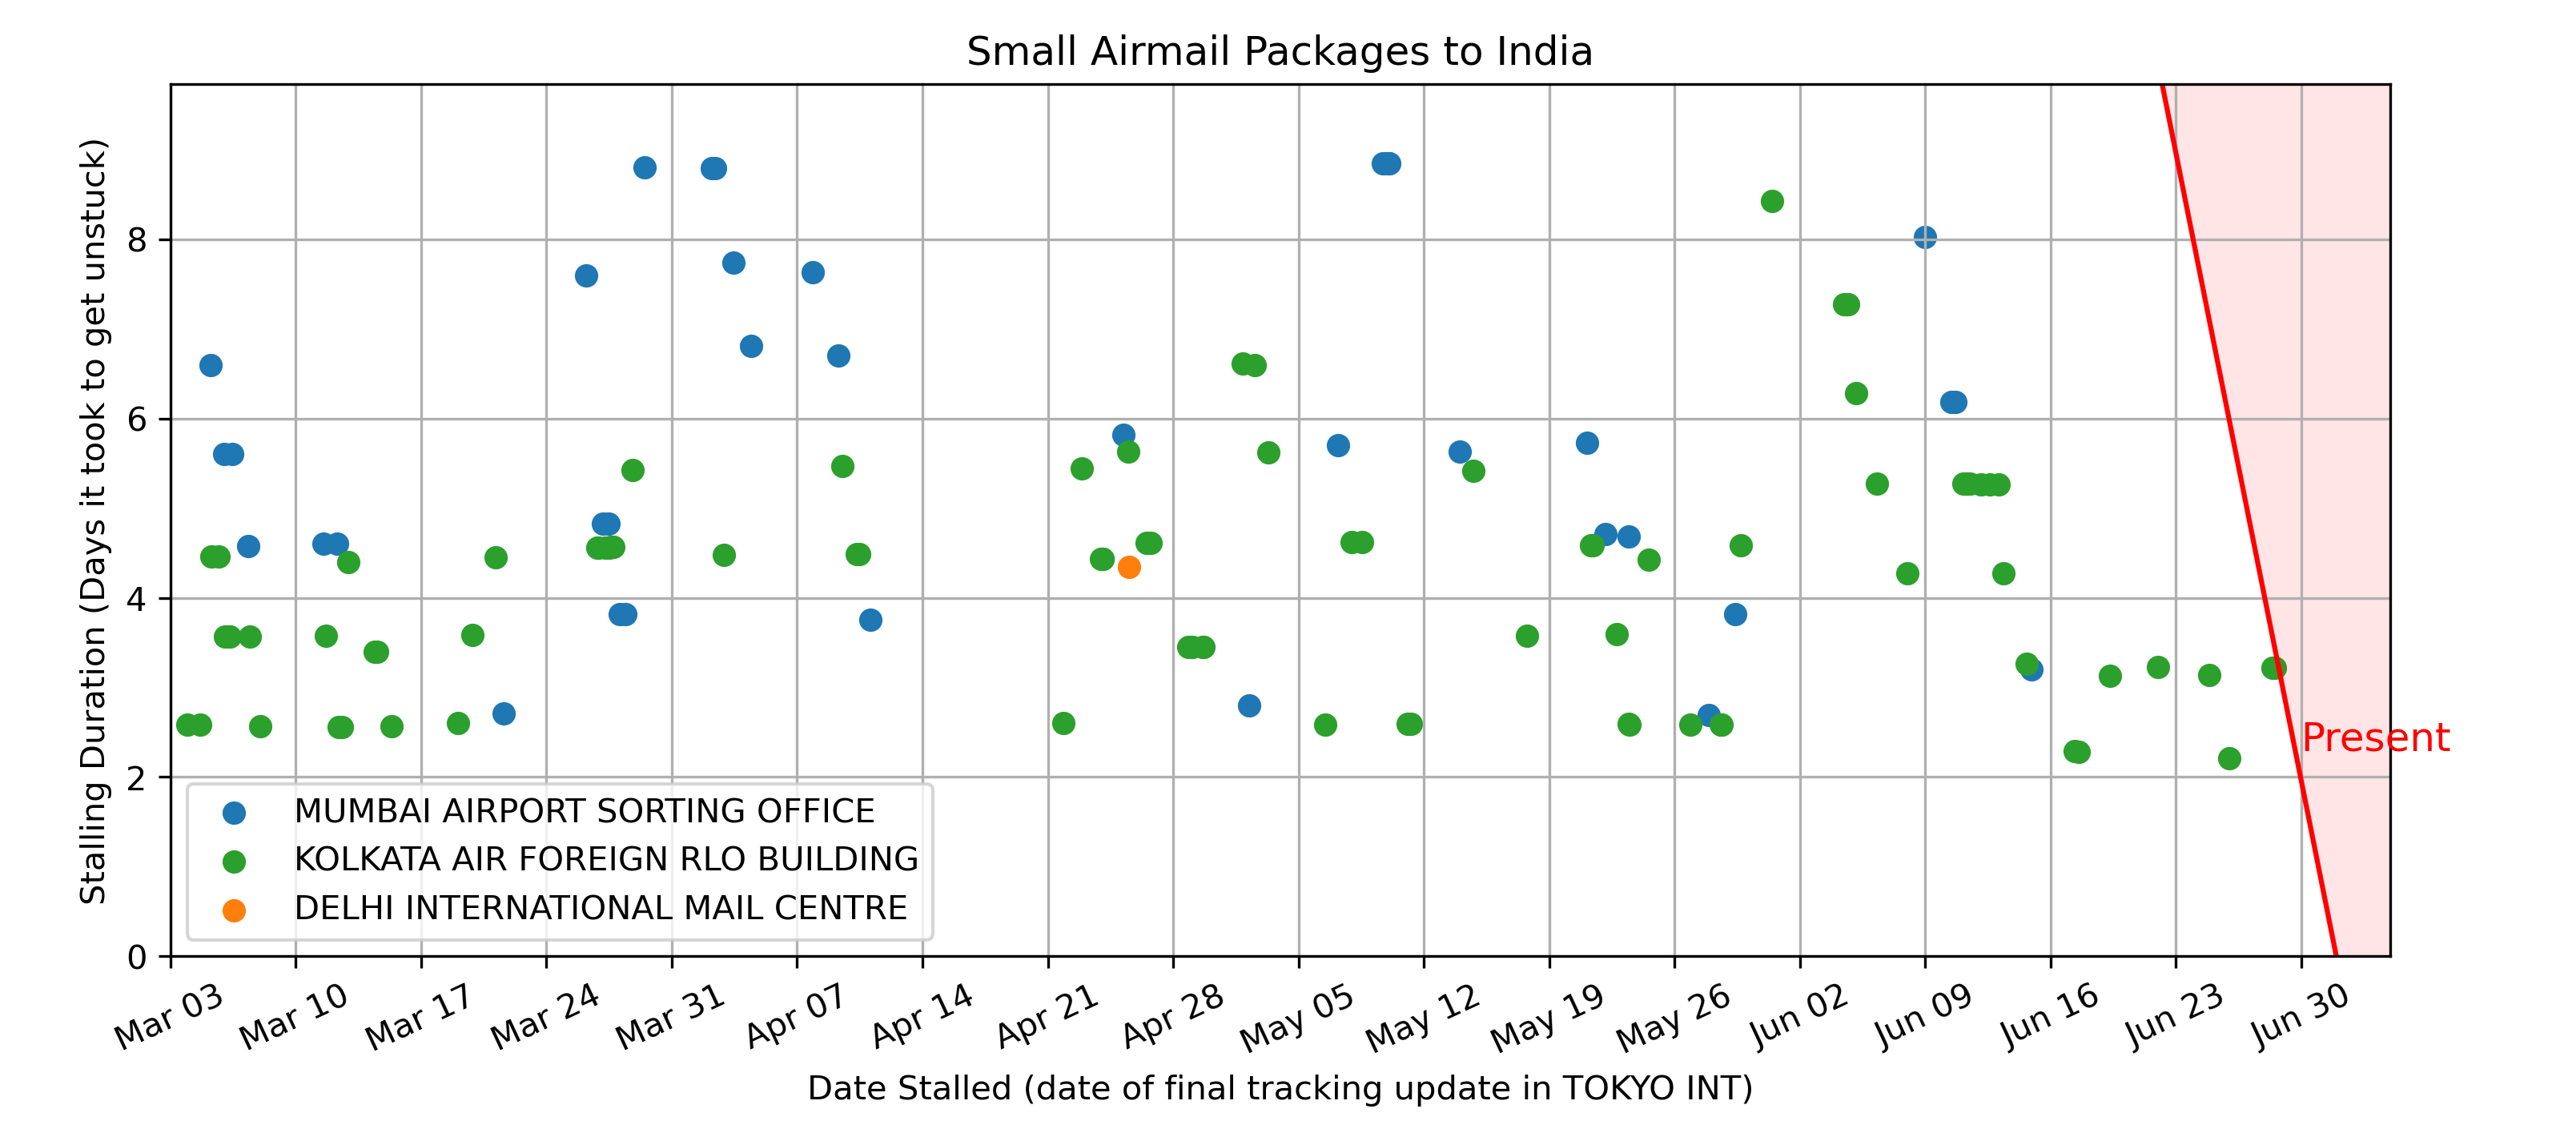 Small Airmail Packages to India
Stalling Duration (Days it took to get unstuck)
8
6
4
2
0
Present
MUMBAI AIRPORT SORTING OFFICE
KOLKATA AIR FOREIGN RLO BUILDING
DELHI INTERNATIONAL MAIL CENTRE
Mar 03
Mar 10
Mar 17
Mar 24
Mar 31
Apr 07
Apr 14
Apr 21
Apr 28
May 05
May 12
May 19
May 26
Jun 02
Jun 09
Jun 16
Jun 23
Jun 30
Date Stalled (date of final tracking update in TOKYO INT)